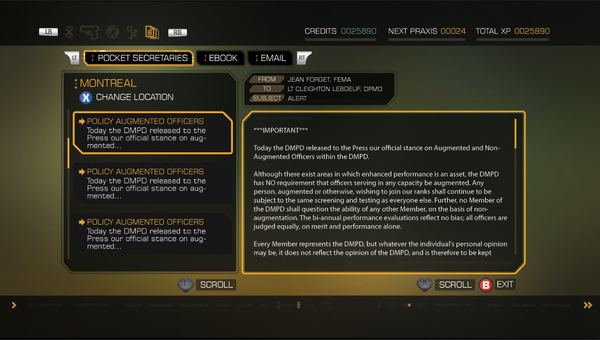 LB
RB
CREDITS 0025890
NEXT PRAXIS 00024
TOTAL XP 0025890
LT
POCKET SECRETARIES
EBOOK
EMAIL
RT
MONTREAL
X CHANGE LOCATION
POLICY AUGMENTED OFFICERS
Today the DMPD released to the
Press our official stance on aug-
mented...
POLICY AUGMENTED OFFICERS
Today the DMPD released to the
Press our official stance on aug-
mented...
POLICY AUGMENTED OFFICERS
Today the DMPD released to the
Press our official stance on aug-
mented...
SCROLL
FROM JEAN FORGET, FEMA
TO LT CLEIGHTON LEBOEUF, DPMD
SUBJECT ALERT
***IMPORTANT***
Today the DMPD released to the Press our official stance on Augmented and Non-
Augmented Officers within the DMPD.
Although there exist areas in which enhanced performance is an asset, the DMPD
has NO requirement that officers serving in any capacity be augmented. Any
person, augmented or otherwise, wishing to join our ranks shall continue to be
subject to the same screening and testing as everyone else. Further, no Member of
the DMPD shall question the ability of any other Member, on the basis of non-
augmentation. The bi-annual performance evaluations reflect no bias; all officers are
judged equally, on merit and performance alone.
Every Member represents the DMPD, but whatever the individual's personal opinion
may be, it does not reflect the opinion of the DMPD, and is therefore to be kept
SCROLL
B EXIT